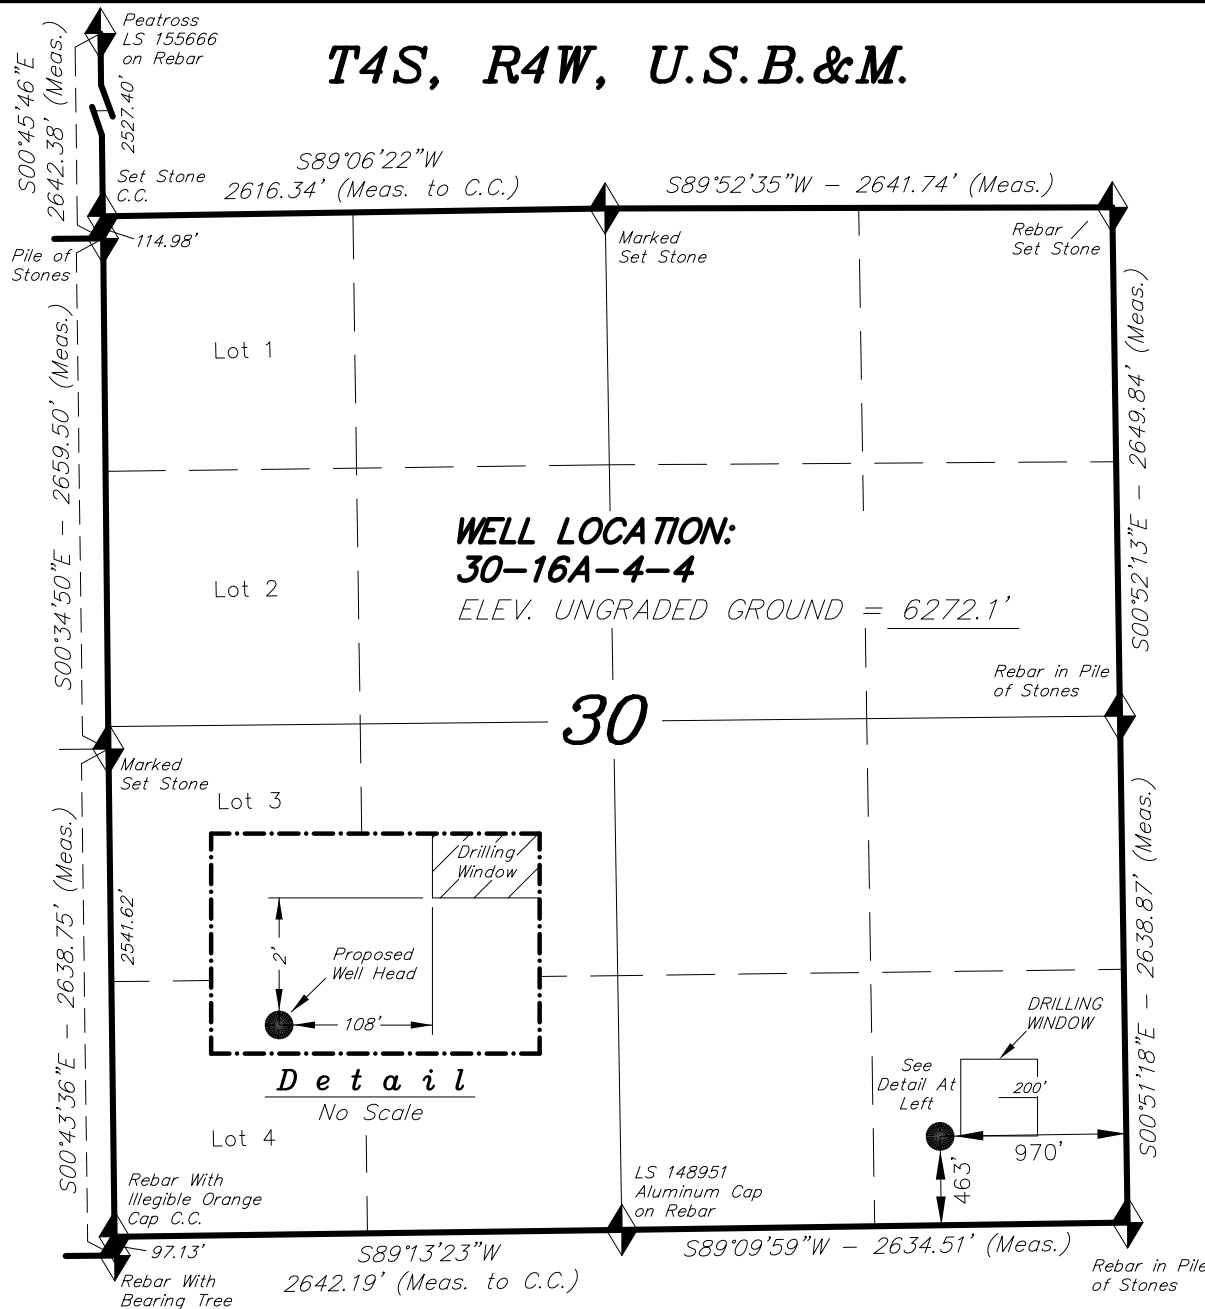 Peatross
LS 155666
on Rebar
T4S, R4W, U.S.B.&M.
S00°45'46"E
2642.38' (Meas.)
2527.40'
Set Stone
C.C.
S89°06'22"W
2616.34' (Meas. to C.C.)
S89°52'35"W - 2641.74' (Meas.)
114.98'
Pile of
Stones
Marked
Set Stone
Rebar /
Set Stone
Lot 1
S00°34'50"E - 2659.50' (Meas.)
S00°52'13"E - 2649.84' (Meas.)
WELL LOCATION:
30-16A-4-4
ELEV. UNGRADED GROUND = 6272.1'
Lot 2
Rebar in Pile
of Stones
30
Marked
Set Stone
Lot 3
Drilling
Window
2541.62'
2'
Proposed
Well Head
108'
Detail
No Scale
S00°43'36"E - 2638.75' (Meas.)
S00°51'18"E - 2638.87' (Meas.)
DRILLING
WINDOW
See
Detail At
Left
200'
970'
463'
Lot 4
Rebar With
Illegible Orange
Cap C.C.
LS 148951
Aluminum Cap
on Rebar
97.13'
S89°13'23"W
2642.19' (Meas. to C.C.)
S89°09'59"W - 2634.51' (Meas.)
Rebar With
Bearing Tree
Rebar in Pile
of Stones